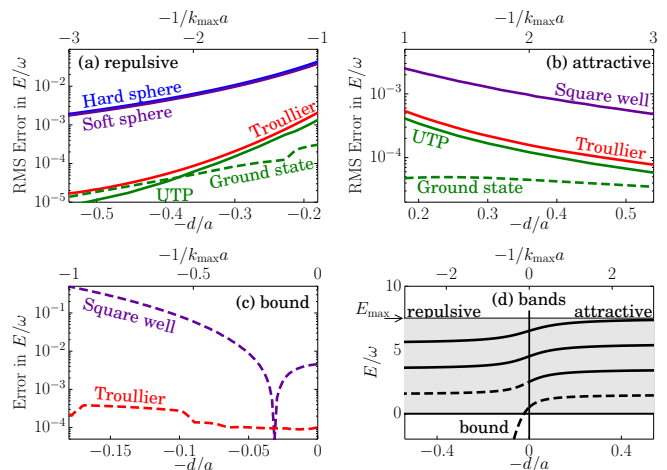 −1/k_max a
−3 −2 −1
(a) repulsive
Hard sphere
Soft sphere
Troullier
UTP
Ground state
RMS Error in E/ω
10⁻²
10⁻³
10⁻⁴
10⁻⁵
−0.5 −0.4 −0.3 −0.2
−d/a
−1/k_max a
1 2 3
(b) attractive
Square well
Troullier
UTP
Ground state
RMS Error in E/ω
10⁻³
10⁻⁴
0.2 0.3 0.4 0.5
−d/a
−1/k_max a
−1 −0.5 0
(c) bound
Square well
Troullier
Error in E/ω
10⁻¹
10⁻²
10⁻³
10⁻⁴
−0.15 −0.1 −0.05 0
−d/a
−1/k_max a
−2 0 2
(d) bands
repulsive attractive
bound
E_max
E/ω
10
5
0
−0.4 −0.2 0 0.2 0.4
−d/a